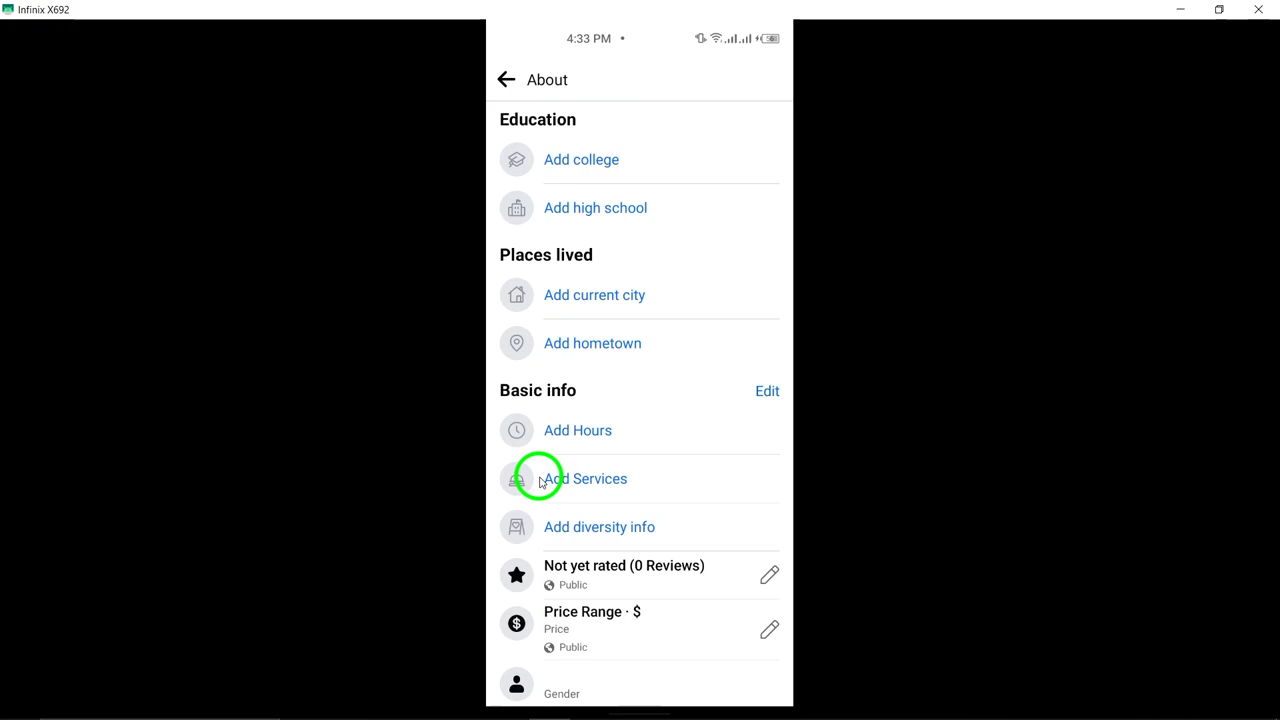 Infinix X692
4:33 PM
About
Education
Add college
Add high school
Places lived
Add current city
Add hometown
Basic info
Edit
Add Hours
Add Services
Add diversity info
Not yet rated (0 Reviews)
Public
Price Range · $
Price
Public
Gender